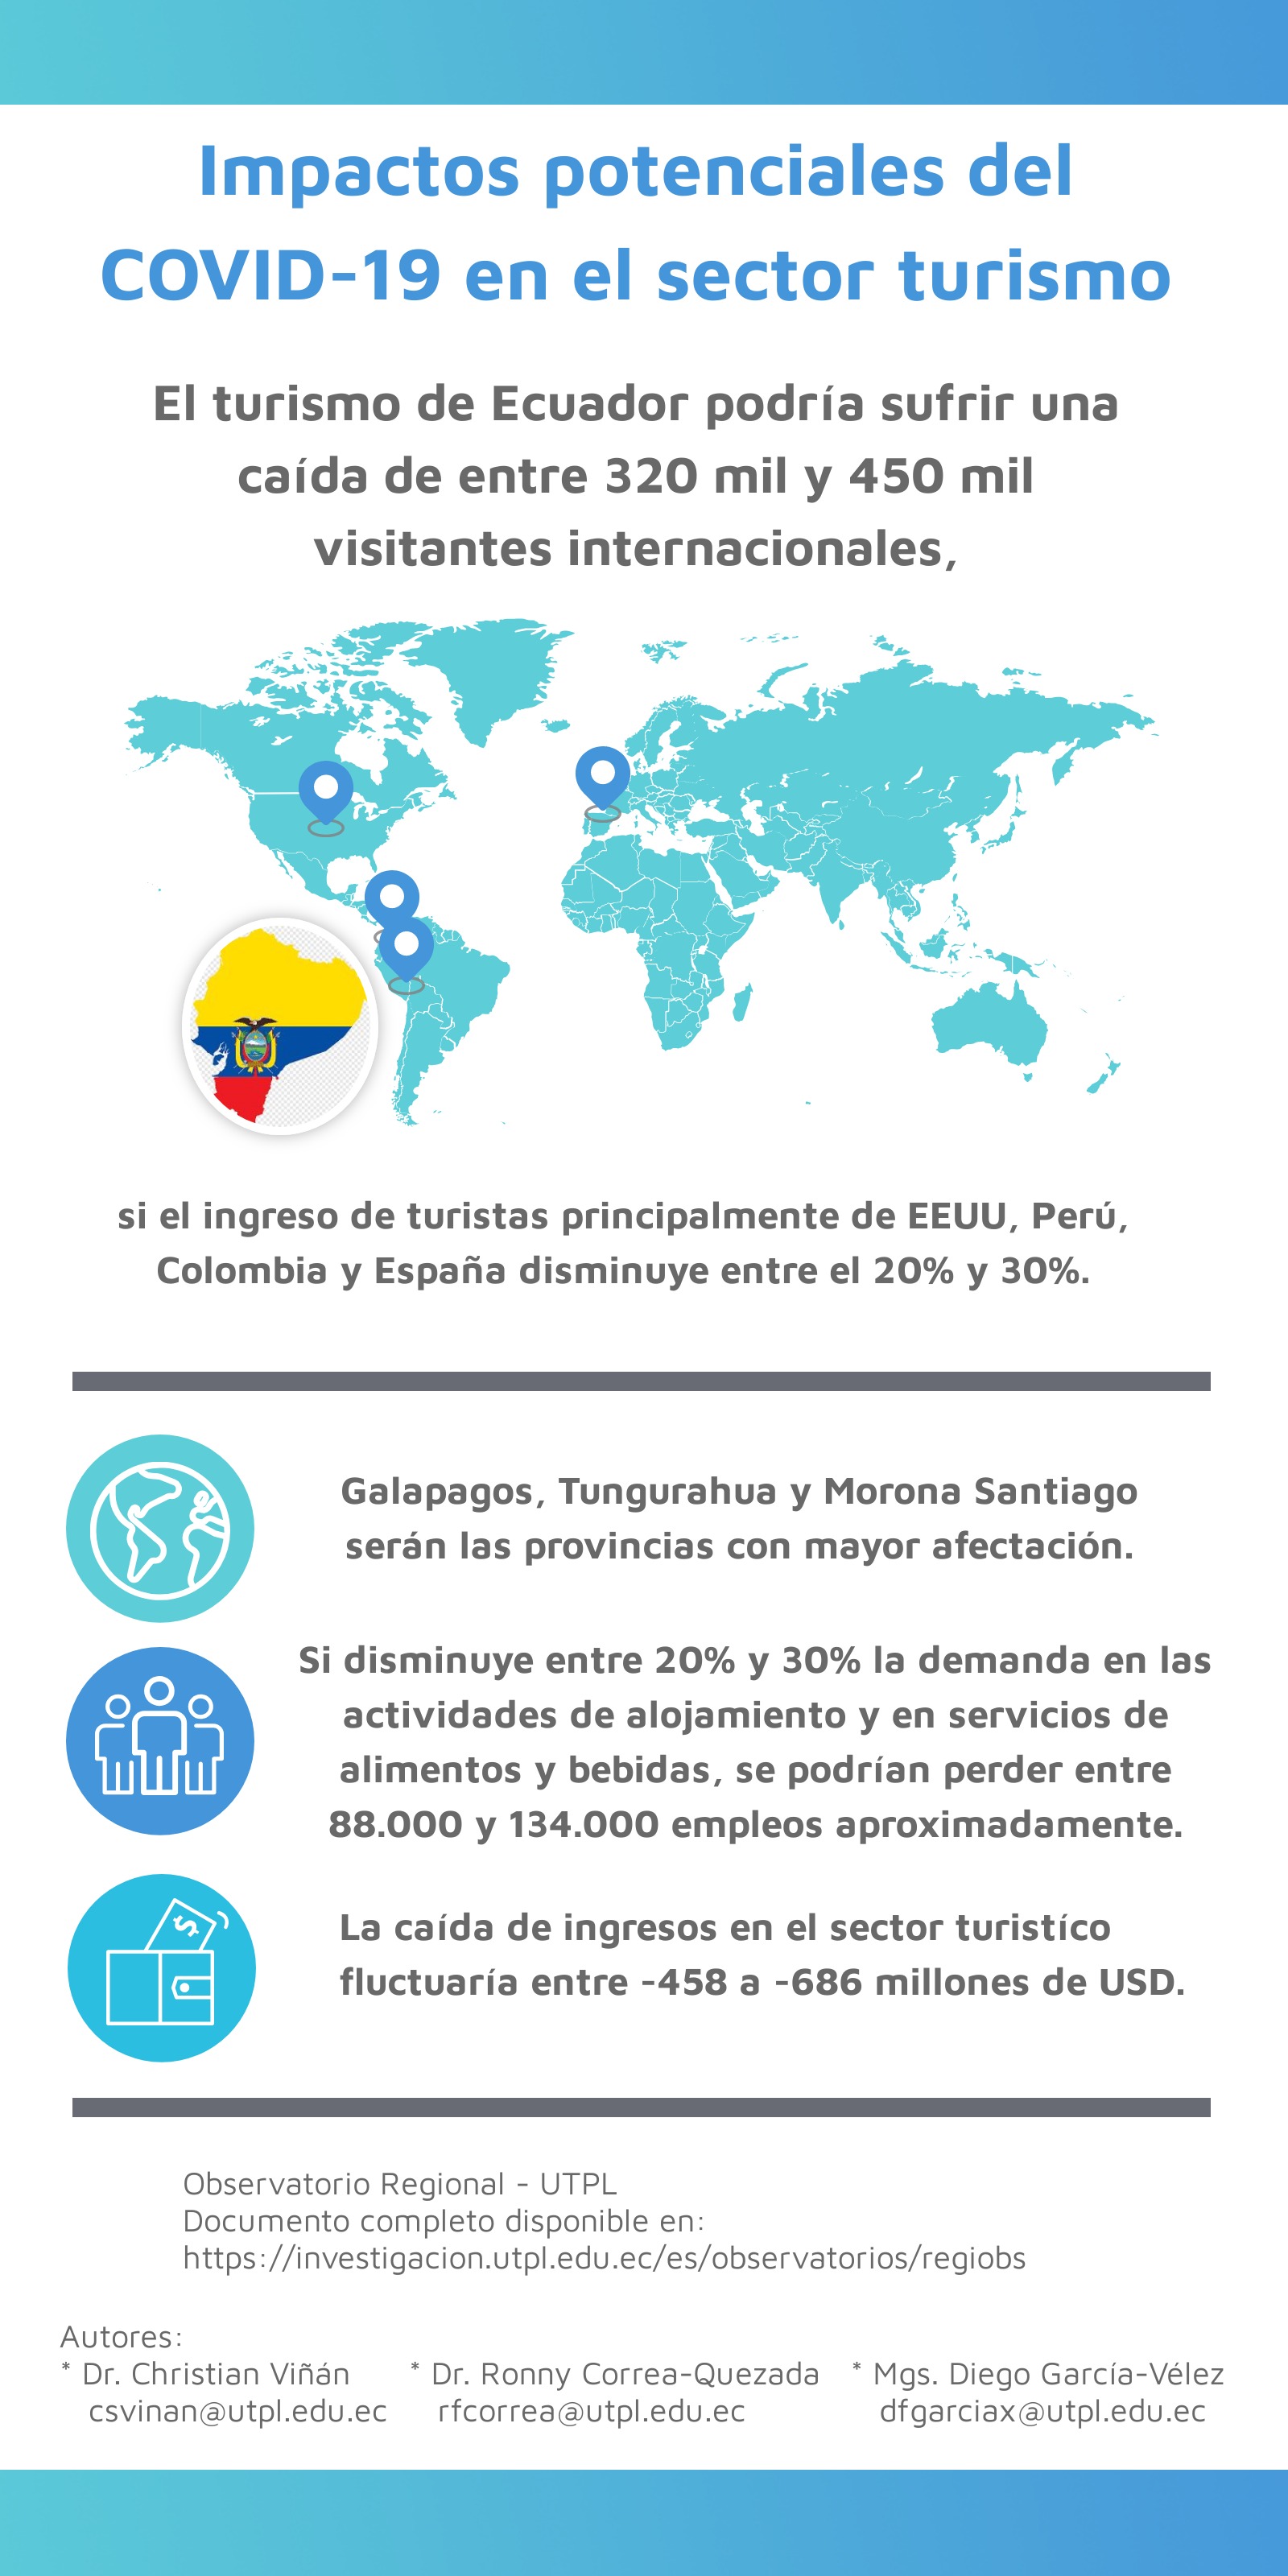 Impactos potenciales del
COVID-19 en el sector turismo
El turismo de Ecuador podría sufrir una
caída de entre 320 mil y 450 mil
visitantes internacionales,
si el ingreso de turistas principalmente de EEUU, Perú,
Colombia y España disminuye entre el 20% y 30%.
Galapagos, Tungurahua y Morona Santiago
serán las provincias con mayor afectación.
Si disminuye entre 20% y 30% la demanda en las
actividades de alojamiento y en servicios de
alimentos y bebidas, se podrían perder entre
88.000 y 134.000 empleos aproximadamente.
$
La caída de ingresos en el sector turistíco
fluctuaría entre -458 a -686 millones de USD.
Observatorio Regional - UTPL
Documento completo disponible en:
https://investigacion.utpl.edu.ec/es/observatorios/regiobs
Autores:
* Dr. Christian Viñán * Dr. Ronny Correa-Quezada * Mgs. Diego García-Vélez
csvinan@utpl.edu.ec rfcorrea@utpl.edu.ec dfgarciax@utpl.edu.ec